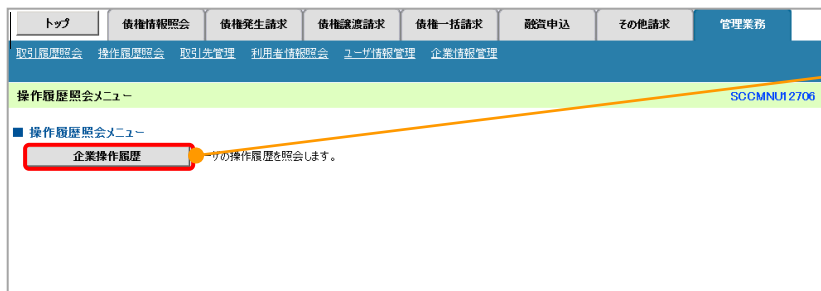 トップ 債権情報照会 債権発生請求 債権譲渡請求 債権一括請求 融資申込 その他請求 管理業務
取引履歴照会 操作履歴照会 取引先管理 利用者情報照会 ユーザ情報管理 企業情報管理
操作履歴照会メニュー SCCMNU12706
■ 操作履歴照会メニュー
企業操作履歴 ーザの操作履歴を照会します。